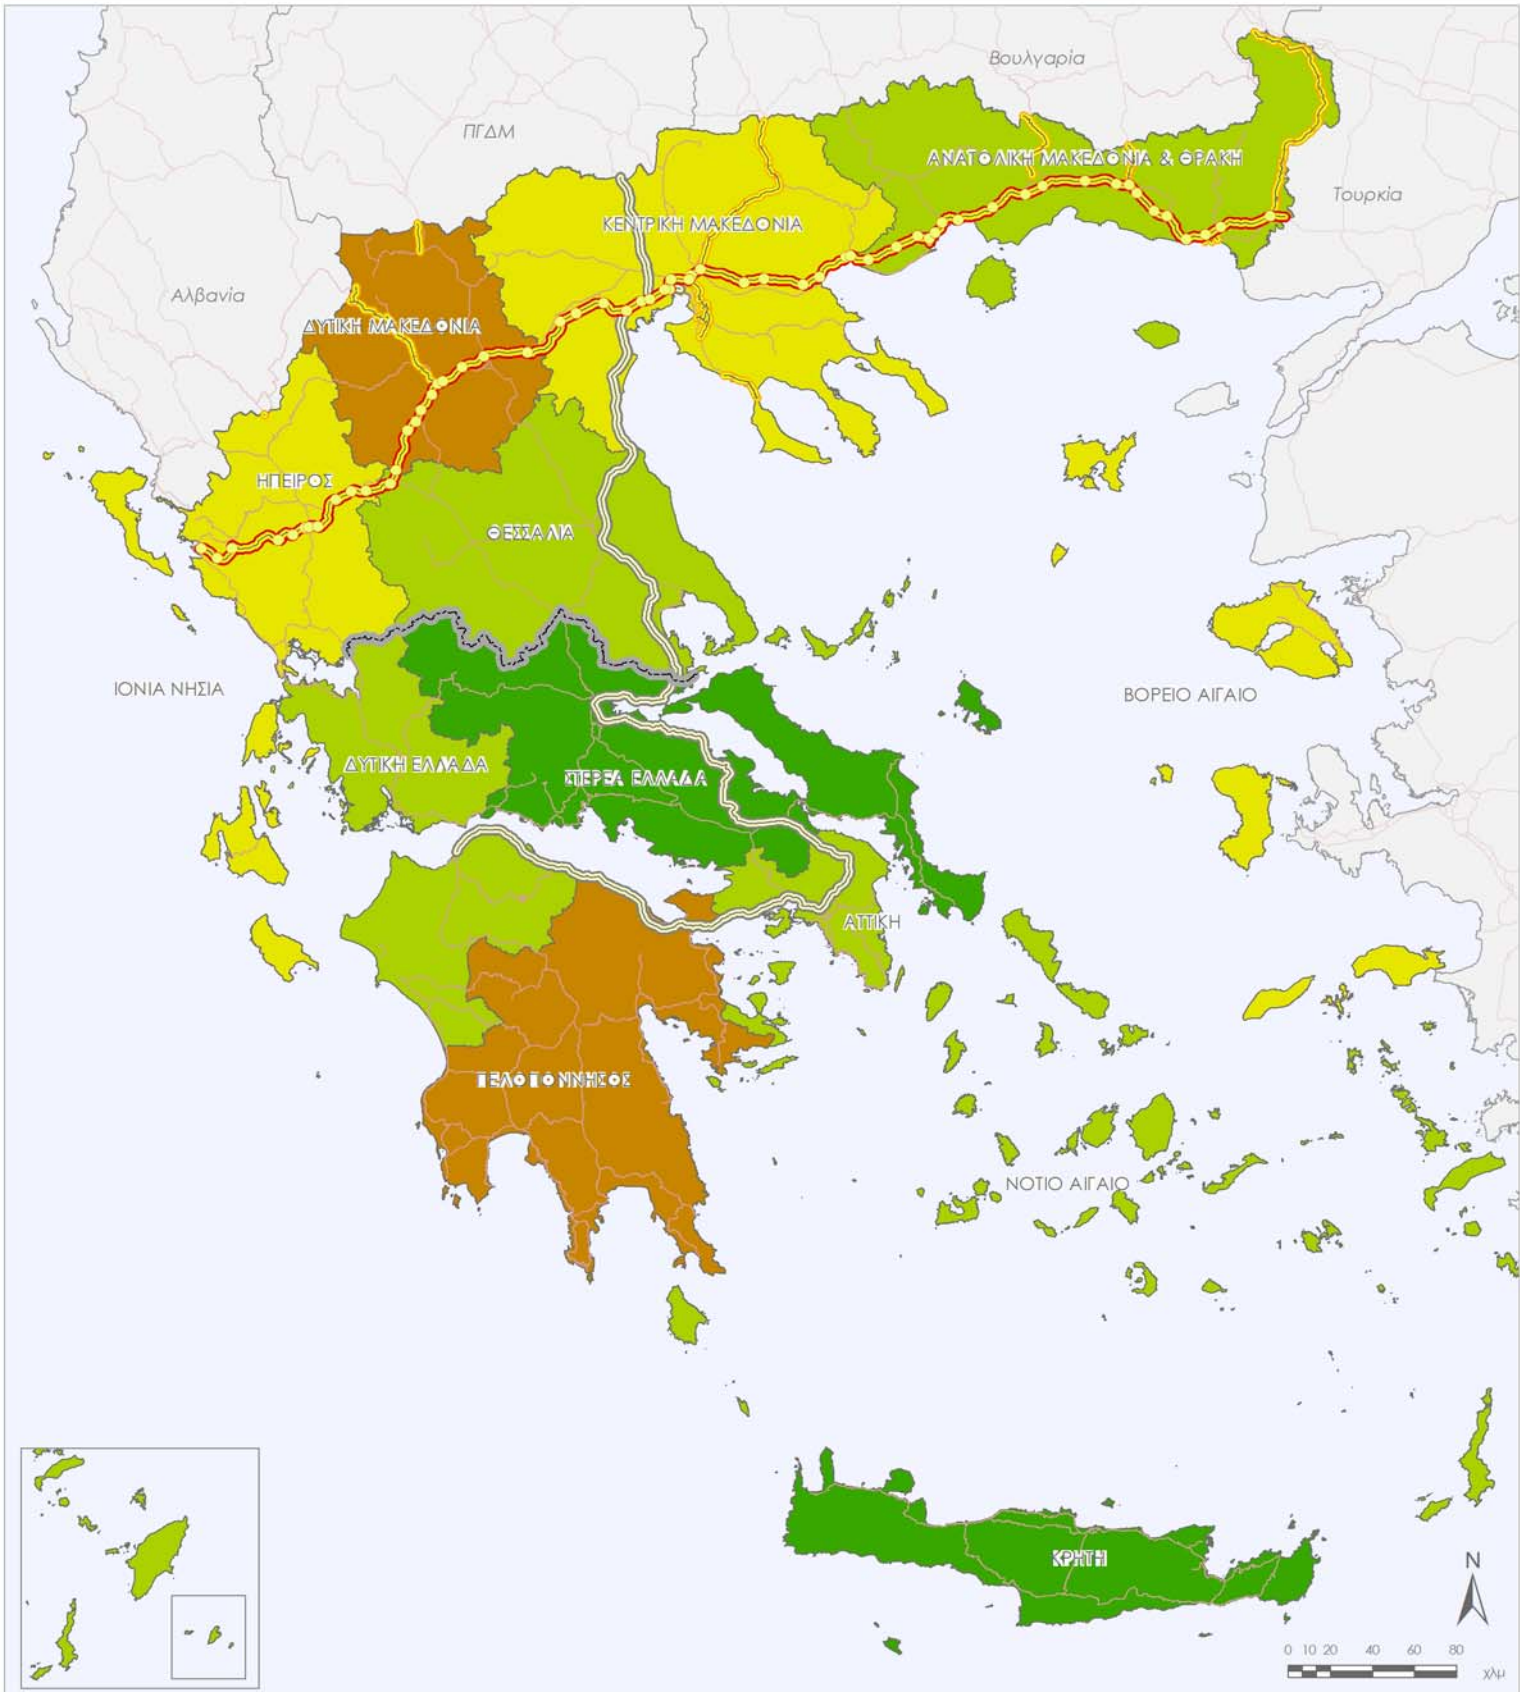 Βουλγαρία
ΠΓΔΜ
ΑΝΑΤΟΛΙΚΗ ΜΑΚΕΔΟΝΙΑ & ΘΡΑΚΗ
Τουρκία
ΚΕΝΤΡΙΚΗ ΜΑΚΕΔΟΝΙΑ
Αλβανία
ΔΥΤΙΚΗ ΜΑΚΕΔΟΝΙΑ
ΗΠΕΙΡΟΣ
ΘΕΣΣΑΛΙΑ
ΙΟΝΙΑ ΝΗΣΙΑ
ΒΟΡΕΙΟ ΑΙΓΑΙΟ
ΔΥΤΙΚΗ ΕΛΛΑΔΑ
ΣΤΕΡΕΑ ΕΛΛΑΔΑ
ΑΤΤΙΚΗ
ΠΕΛΟΠΟΝΝΗΣΟΣ
ΝΟΤΙΟ ΑΙΓΑΙΟ
ΚΡΗΤΗ
N
0 10 20 40 60 80
χλμ